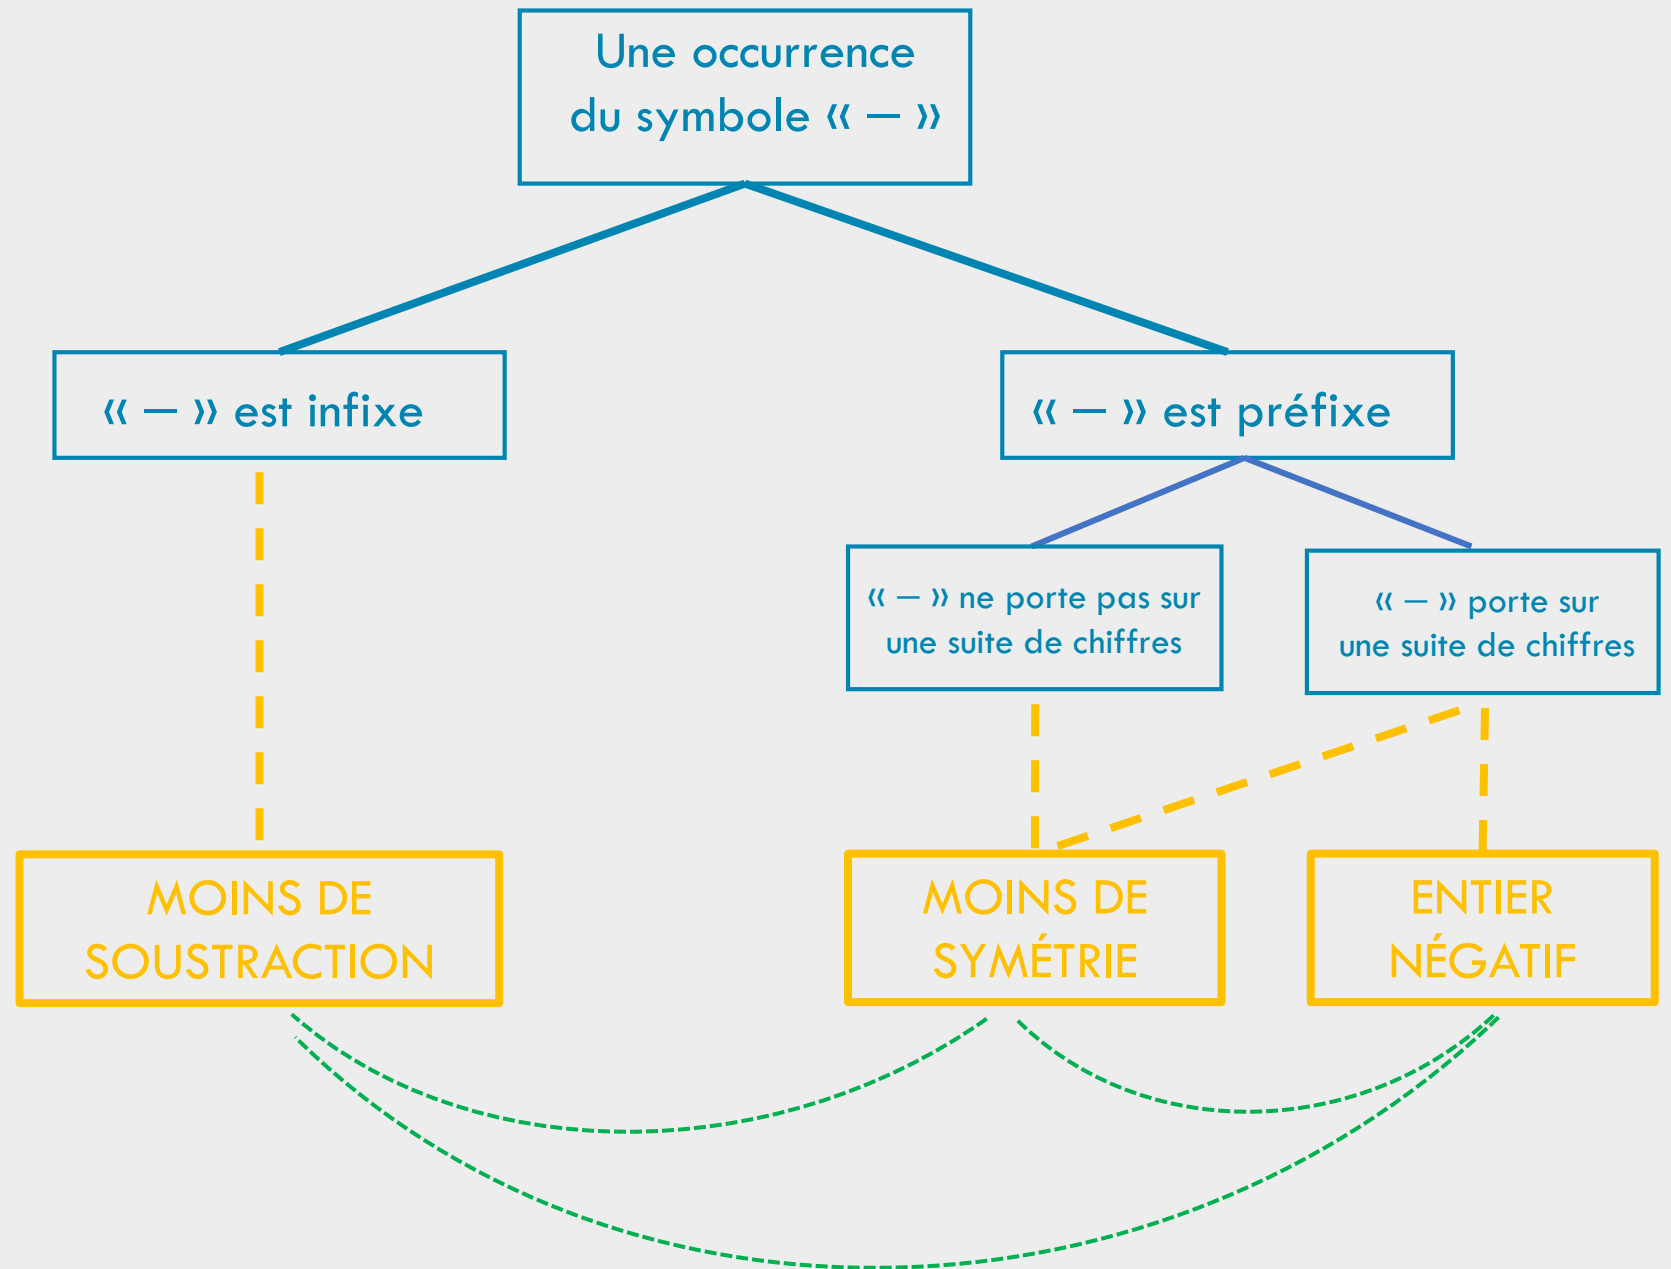 Une occurrence
du symbole « — »
« — » est infixe
« — » est préfixe
« — » ne porte pas sur
une suite de chiffres
« — » porte sur
une suite de chiffres
MOINS DE
SOUSTRACTION
MOINS DE
SYMÉTRIE
ENTIER
NÉGATIF